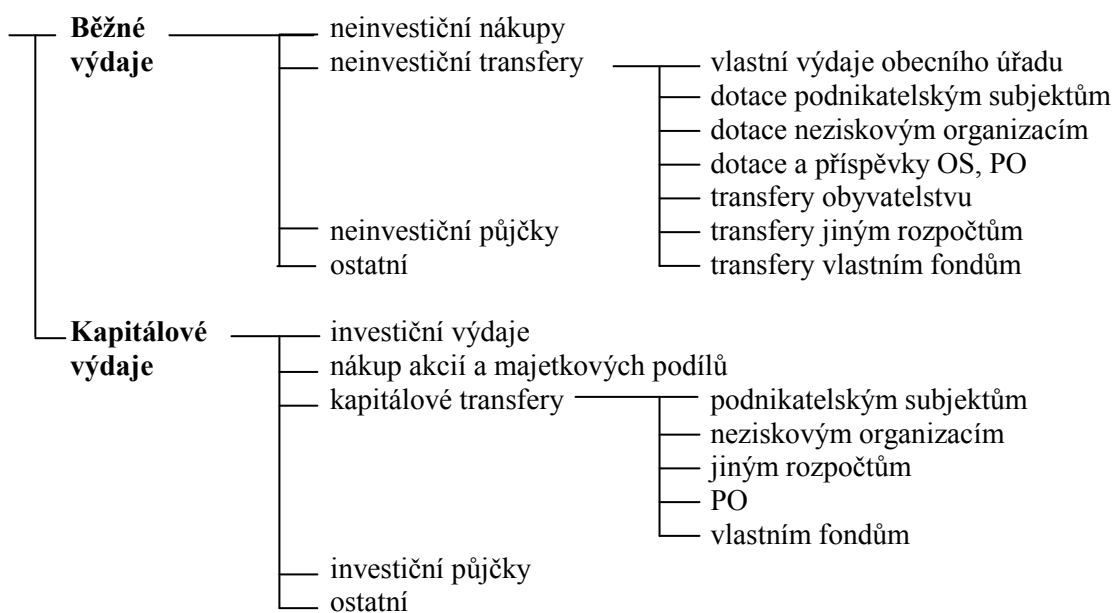 Běžné výdaje
neinvestiční nákupy
neinvestiční transfery
vlastní výdaje obecního úřadu
dotace podnikatelským subjektům
dotace neziskovým organizacím
dotace a příspěvky OS, PO
transfery obyvatelstvu
transfery jiným rozpočtům
transfery vlastním fondům
neinvestiční půjčky
ostatní
Kapitálové výdaje
investiční výdaje
nákup akcií a majetkových podílů
kapitálové transfery
podnikatelským subjektům
neziskovým organizacím
jiným rozpočtům
PO
vlastním fondům
investiční půjčky
ostatní